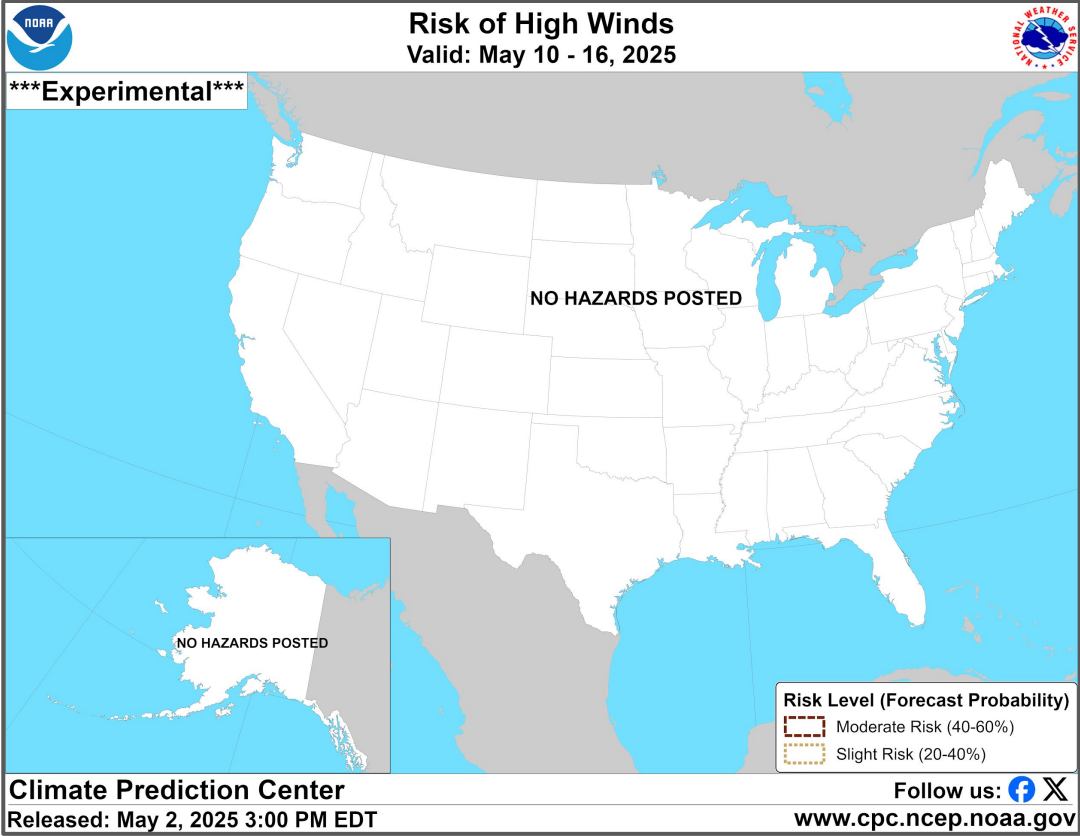 NOAA
Risk of High Winds
Valid: May 10 - 16, 2025
NATIONAL WEATHER SERVICE
***Experimental***
NO HAZARDS POSTED
NO HAZARDS POSTED
Risk Level (Forecast Probability)
Moderate Risk (40-60%)
Slight Risk (20-40%)
Climate Prediction Center
Follow us:
Released: May 2, 2025 3:00 PM EDT
www.cpc.ncep.noaa.gov